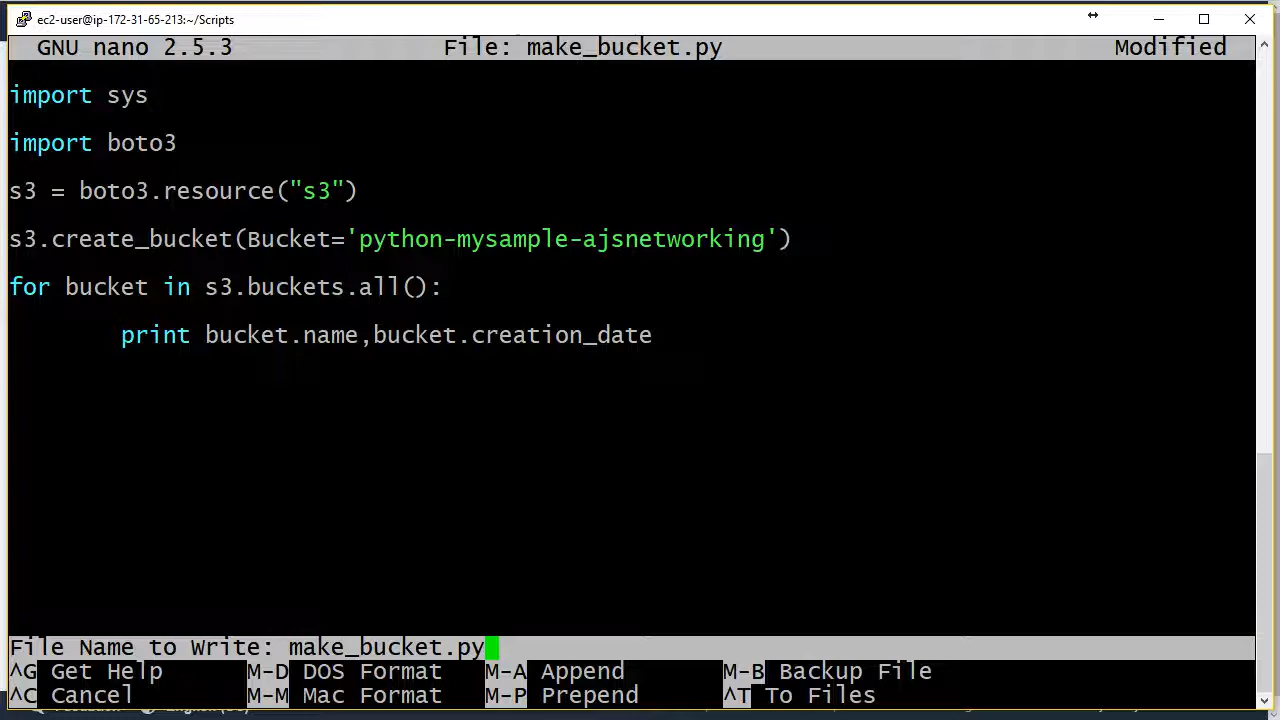 ec2-user@ip-172-31-65-213:~/Scripts
GNU nano 2.5.3 File: make_bucket.py Modified
import sys
import boto3
s3 = boto3.resource("s3")
s3.create_bucket(Bucket='python-mysample-ajsnetworking')
for bucket in s3.buckets.all():
print bucket.name,bucket.creation_date
File Name to Write: make_bucket.py
^G Get Help M-D DOS Format M-A Append M-B Backup File
^C Cancel M-M Mac Format M-P Prepend ^T To Files